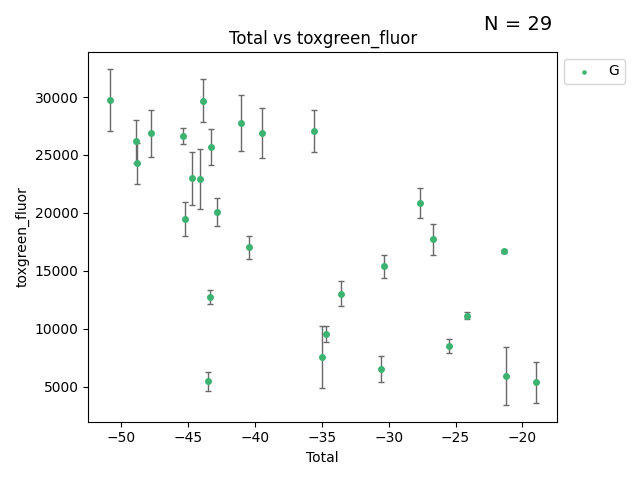 N = 29
Total vs toxgreen_fluor
G
30000
25000
20000
15000
10000
5000
toxgreen_fluor
−50 −45 −40 −35 −30 −25 −20
Total